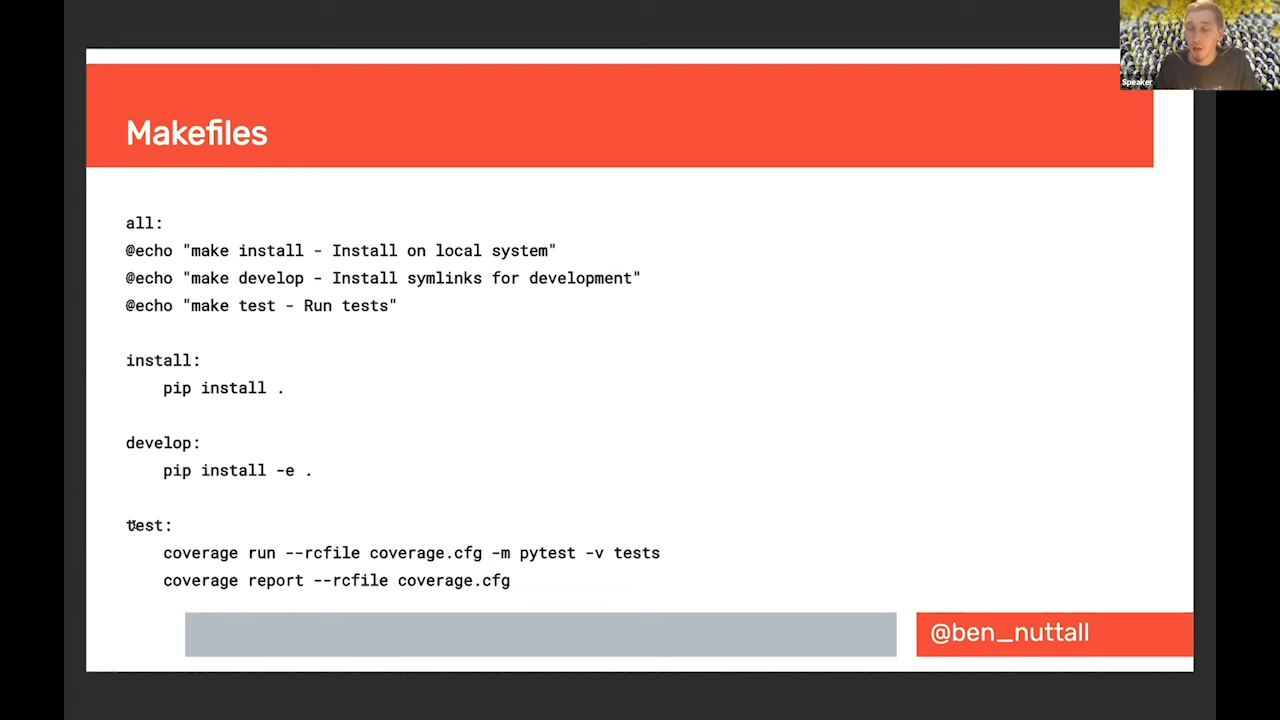 Speaker
Makefiles
all:
@echo "make install - Install on local system"
@echo "make develop - Install symlinks for development"
@echo "make test - Run tests"
install:
pip install .
develop:
pip install -e .
test:
coverage run --rcfile coverage.cfg -m pytest -v tests
coverage report --rcfile coverage.cfg
@ben_nuttall